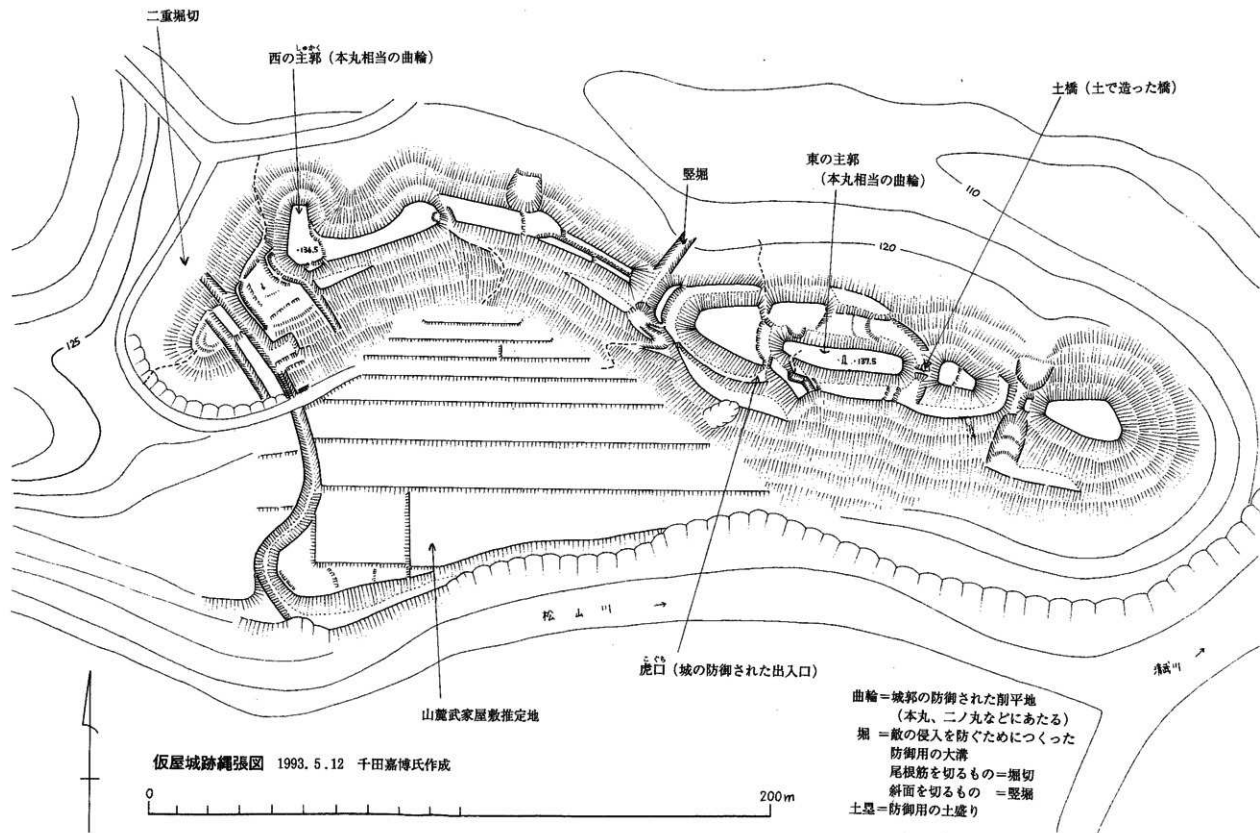 二重堀切
しゅかく
西の主郭（本丸相当の曲輪）
土橋（土で造った橋）
東の主郭
（本丸相当の曲輪）
竪堀
110
120
・136.5
・137.5
125
松山川 →
→
こぐち
虎口（城の防御された出入口）
山麓武家屋敷推定地
曲輪＝城郭の防御された削平地
（本丸、二ノ丸などにあたる）
堀 ＝敵の侵入を防ぐためにつくった
防御用の大溝
尾根筋を切るもの＝堀切
斜面を切るもの ＝竪堀
土塁＝防御用の土盛り
仮屋城跡縄張図 1993.5.12 千田嘉博氏作成
0 200m